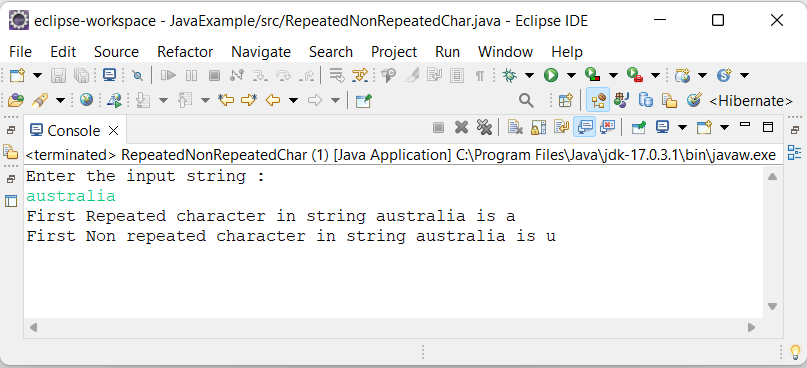 eclipse-workspace - JavaExample/src/RepeatedNonRepeatedChar.java - Eclipse IDE
File Edit Source Refactor Navigate Search Project Run Window Help
<Hibernate>
Console
<terminated> RepeatedNonRepeatedChar (1) [Java Application] C:\Program Files\Java\jdk-17.0.3.1\bin\javaw.exe
Enter the input string :
australia
First Repeated character in string australia is a
First Non repeated character in string australia is u